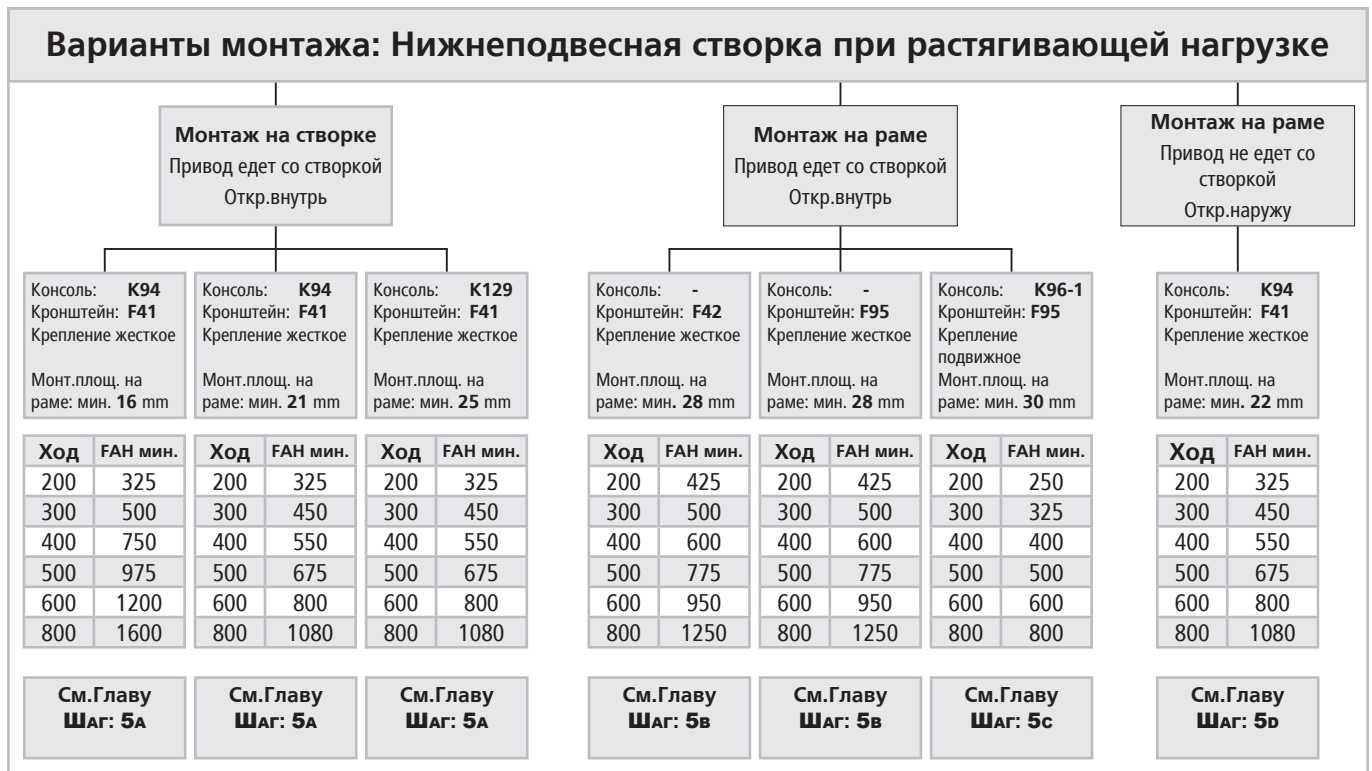 Варианты монтажа: Нижнеподвесная створка при растягивающей нагрузке
Монтаж на створке
Привод едет со створкой
Откр.внутрь
Монтаж на раме
Привод едет со створкой
Откр.внутрь
Монтаж на раме
Привод не едет со
створкой
Откр.наружу
Консоль: K94
Кронштейн: F41
Крепление жесткое
Монт.площ. на
раме: мин. 16 mm
Консоль: K94
Кронштейн: F41
Крепление жесткое
Монт.площ. на
раме: мин. 21 mm
Консоль: K129
Кронштейн: F41
Крепление жесткое
Монт.площ. на
раме: мин. 25 mm
Консоль: -
Кронштейн: F42
Крепление жесткое
Монт.площ. на
раме: мин. 28 mm
Консоль: -
Кронштейн: F95
Крепление жесткое
Монт.площ. на
раме: мин. 28 mm
Консоль: K96-1
Кронштейн: F95
Крепление
подвижное
Монт.площ. на
раме: мин. 30 mm
Консоль: K94
Кронштейн: F41
Крепление жесткое
Монт.площ. на
раме: мин. 22 mm
Ход FAH мин. Ход FAH мин. Ход FAH мин. Ход FAH мин. Ход FAH мин. Ход FAH мин. Ход FAH мин.
200 325 200 325 200 325 200 425 200 425 200 250 200 325
300 500 300 450 300 450 300 500 300 500 300 325 300 450
400 750 400 550 400 550 400 600 400 600 400 400 400 550
500 975 500 675 500 675 500 775 500 775 500 500 500 675
600 1200 600 800 600 800 600 950 600 950 600 600 600 800
800 1600 800 1080 800 1080 800 1250 800 1250 800 800 800 1080
См.Главу См.Главу См.Главу См.Главу См.Главу См.Главу См.Главу
Шаг: 5A Шаг: 5A Шаг: 5A Шаг: 5B Шаг: 5B Шаг: 5C Шаг: 5D